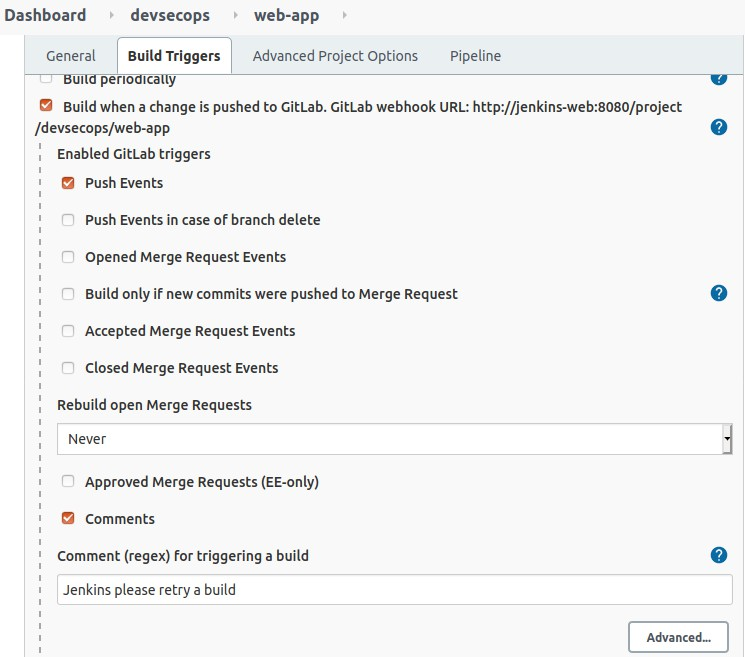 Dashboard devsecops web-app
General Build Triggers Advanced Project Options Pipeline
Build periodically ?
Build when a change is pushed to GitLab. GitLab webhook URL: http://jenkins-web:8080/project
/devsecops/web-app ?
Enabled GitLab triggers
Push Events
Push Events in case of branch delete
Opened Merge Request Events
Build only if new commits were pushed to Merge Request ?
Accepted Merge Request Events
Closed Merge Request Events
Rebuild open Merge Requests
Never
Approved Merge Requests (EE-only)
Comments
Comment (regex) for triggering a build ?
Jenkins please retry a build
Advanced...